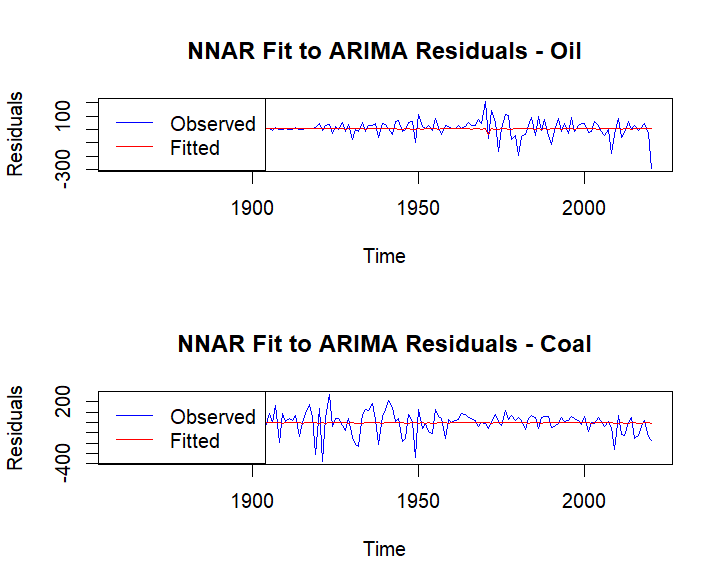 NNAR Fit to ARIMA Residuals - Oil
Residuals
100
-300
Observed
Fitted
1900
1950
2000
Time
NNAR Fit to ARIMA Residuals - Coal
Residuals
200
-400
Observed
Fitted
1900
1950
2000
Time